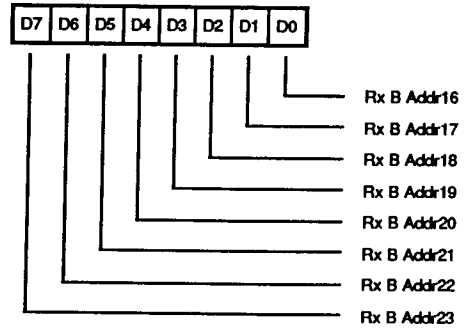 D7 D6 D5 D4 D3 D2 D1 D0
Rx B Addr16
Rx B Addr17
Rx B Addr18
Rx B Addr19
Rx B Addr20
Rx B Addr21
Rx B Addr22
Rx B Addr23